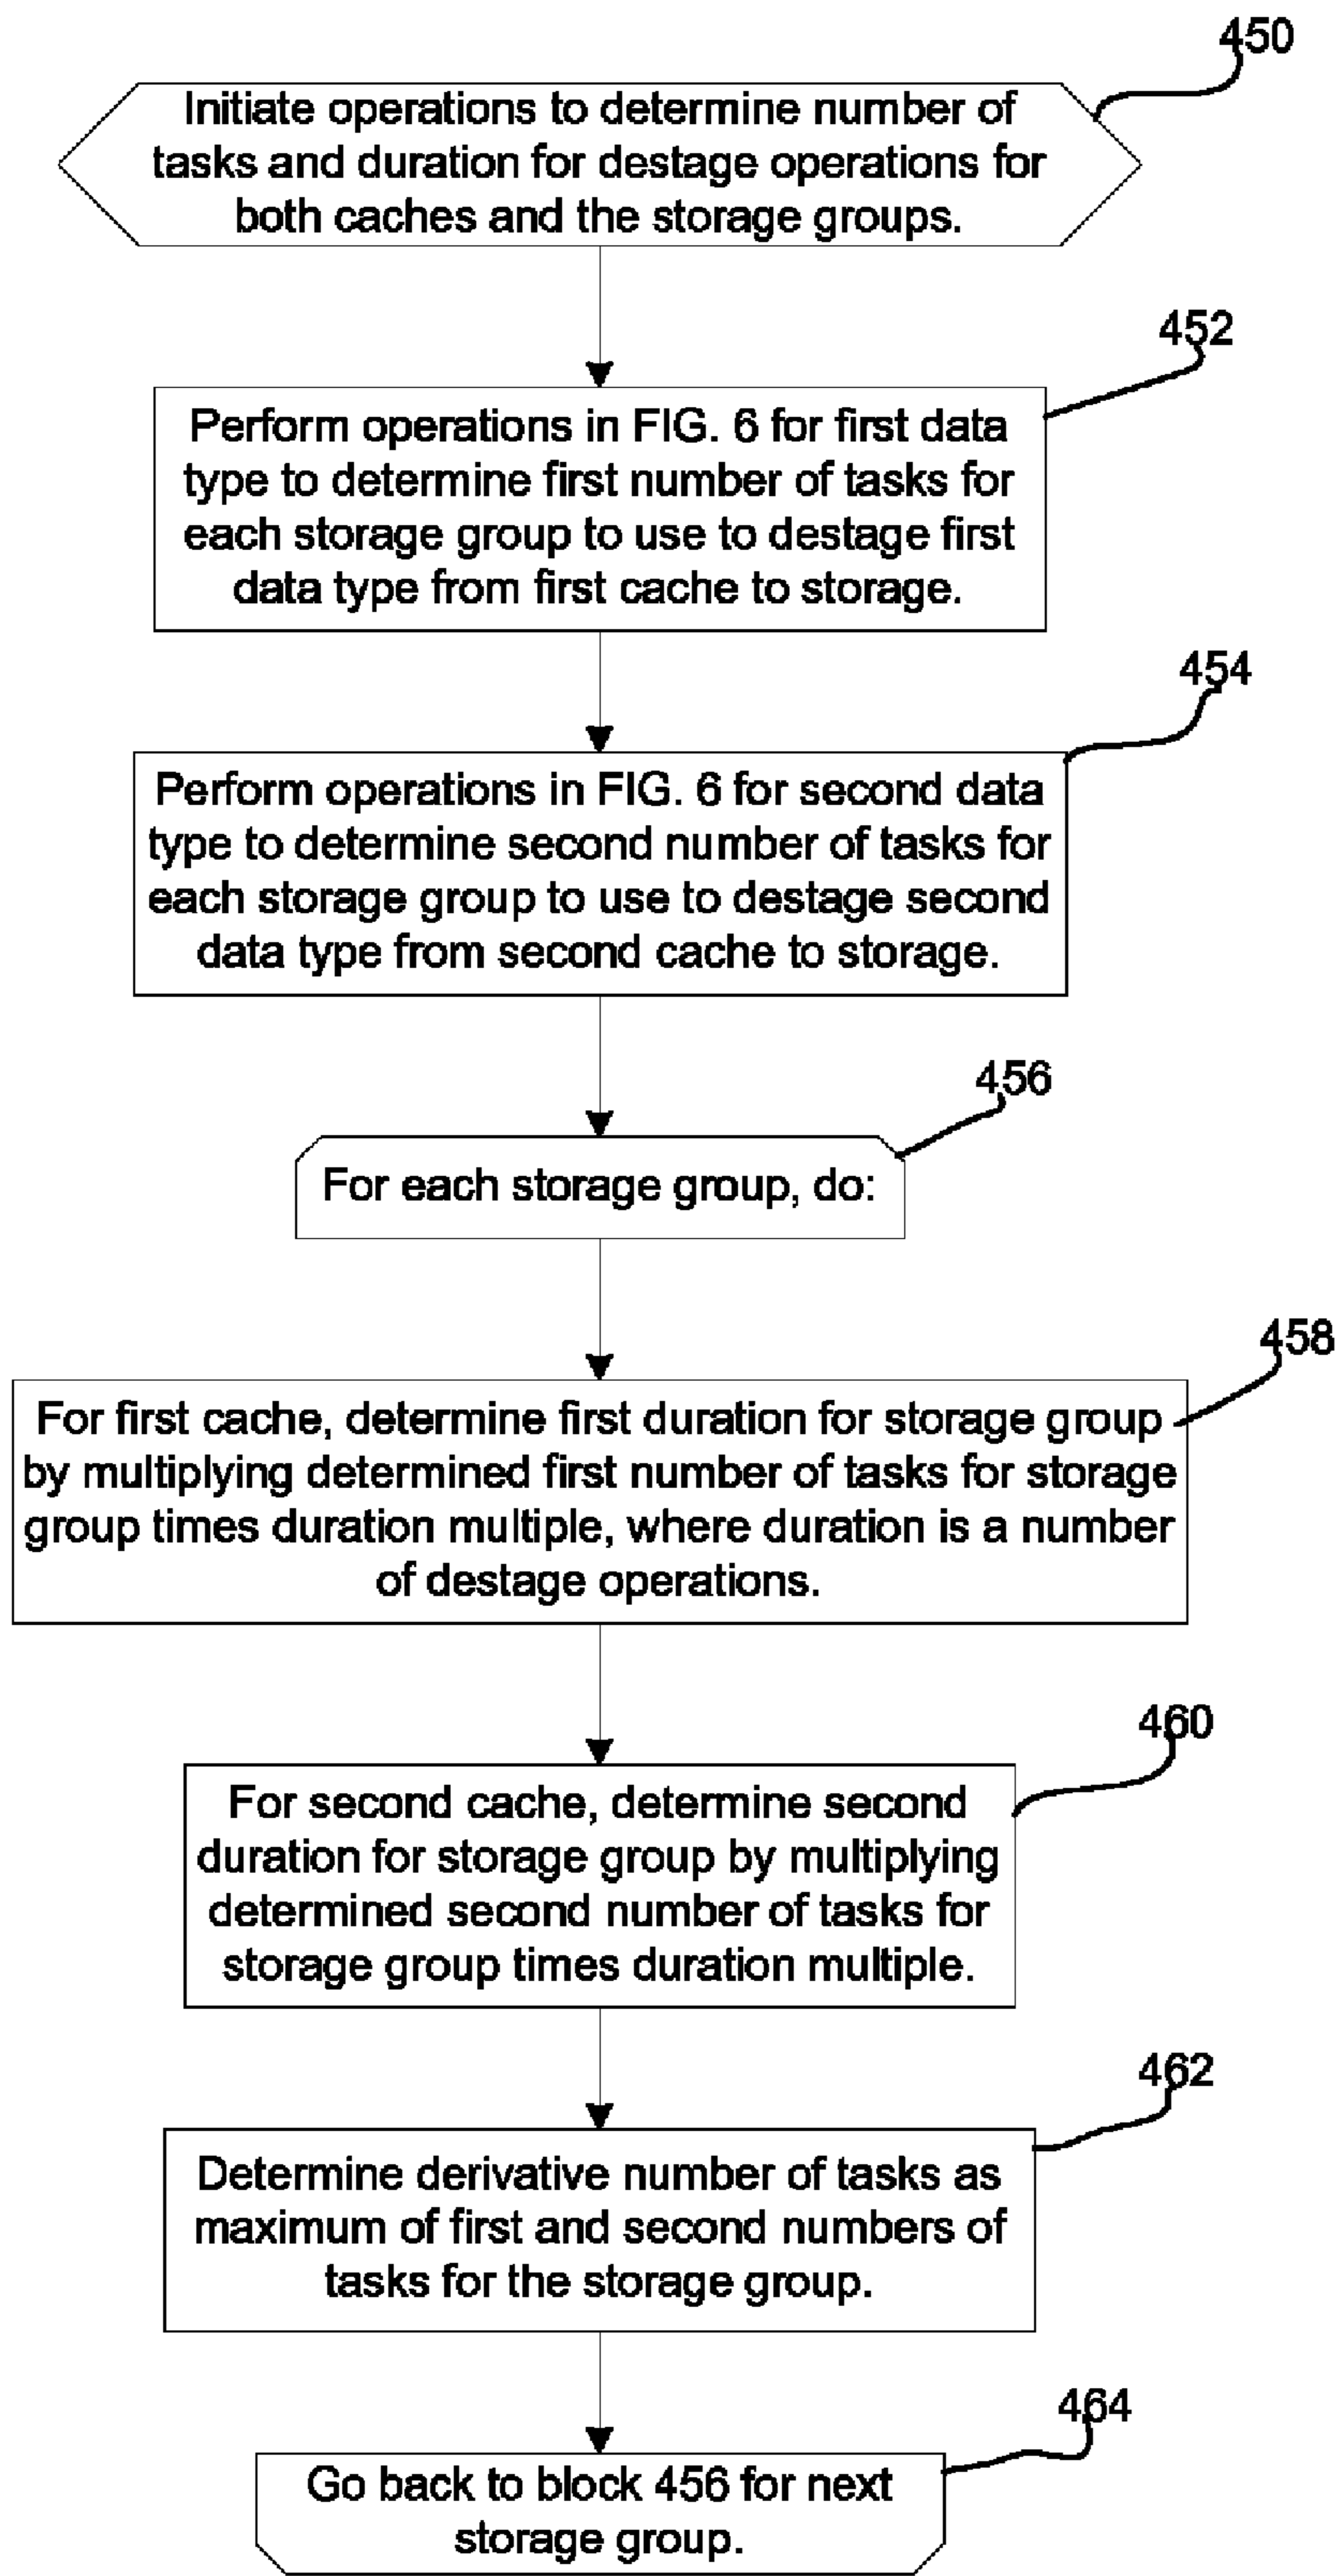 450
Initiate operations to determine number of
tasks and duration for destage operations for
both caches and the storage groups.
452
Perform operations in FIG. 6 for first data
type to determine first number of tasks for
each storage group to use to destage first
data type from first cache to storage.
454
Perform operations in FIG. 6 for second data
type to determine second number of tasks for
each storage group to use to destage second
data type from second cache to storage.
456
For each storage group, do:
458
For first cache, determine first duration for storage group
by multiplying determined first number of tasks for storage
group times duration multiple, where duration is a number
of destage operations.
460
For second cache, determine second
duration for storage group by multiplying
determined second number of tasks for
storage group times duration multiple.
462
Determine derivative number of tasks as
maximum of first and second numbers of
tasks for the storage group.
464
Go back to block 456 for next
storage group.